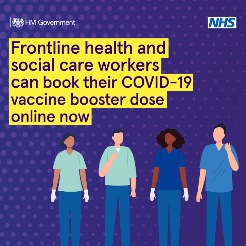 HM Government
NHS
Frontline health and
social care workers
can book their COVID-19
vaccine booster dose
online now